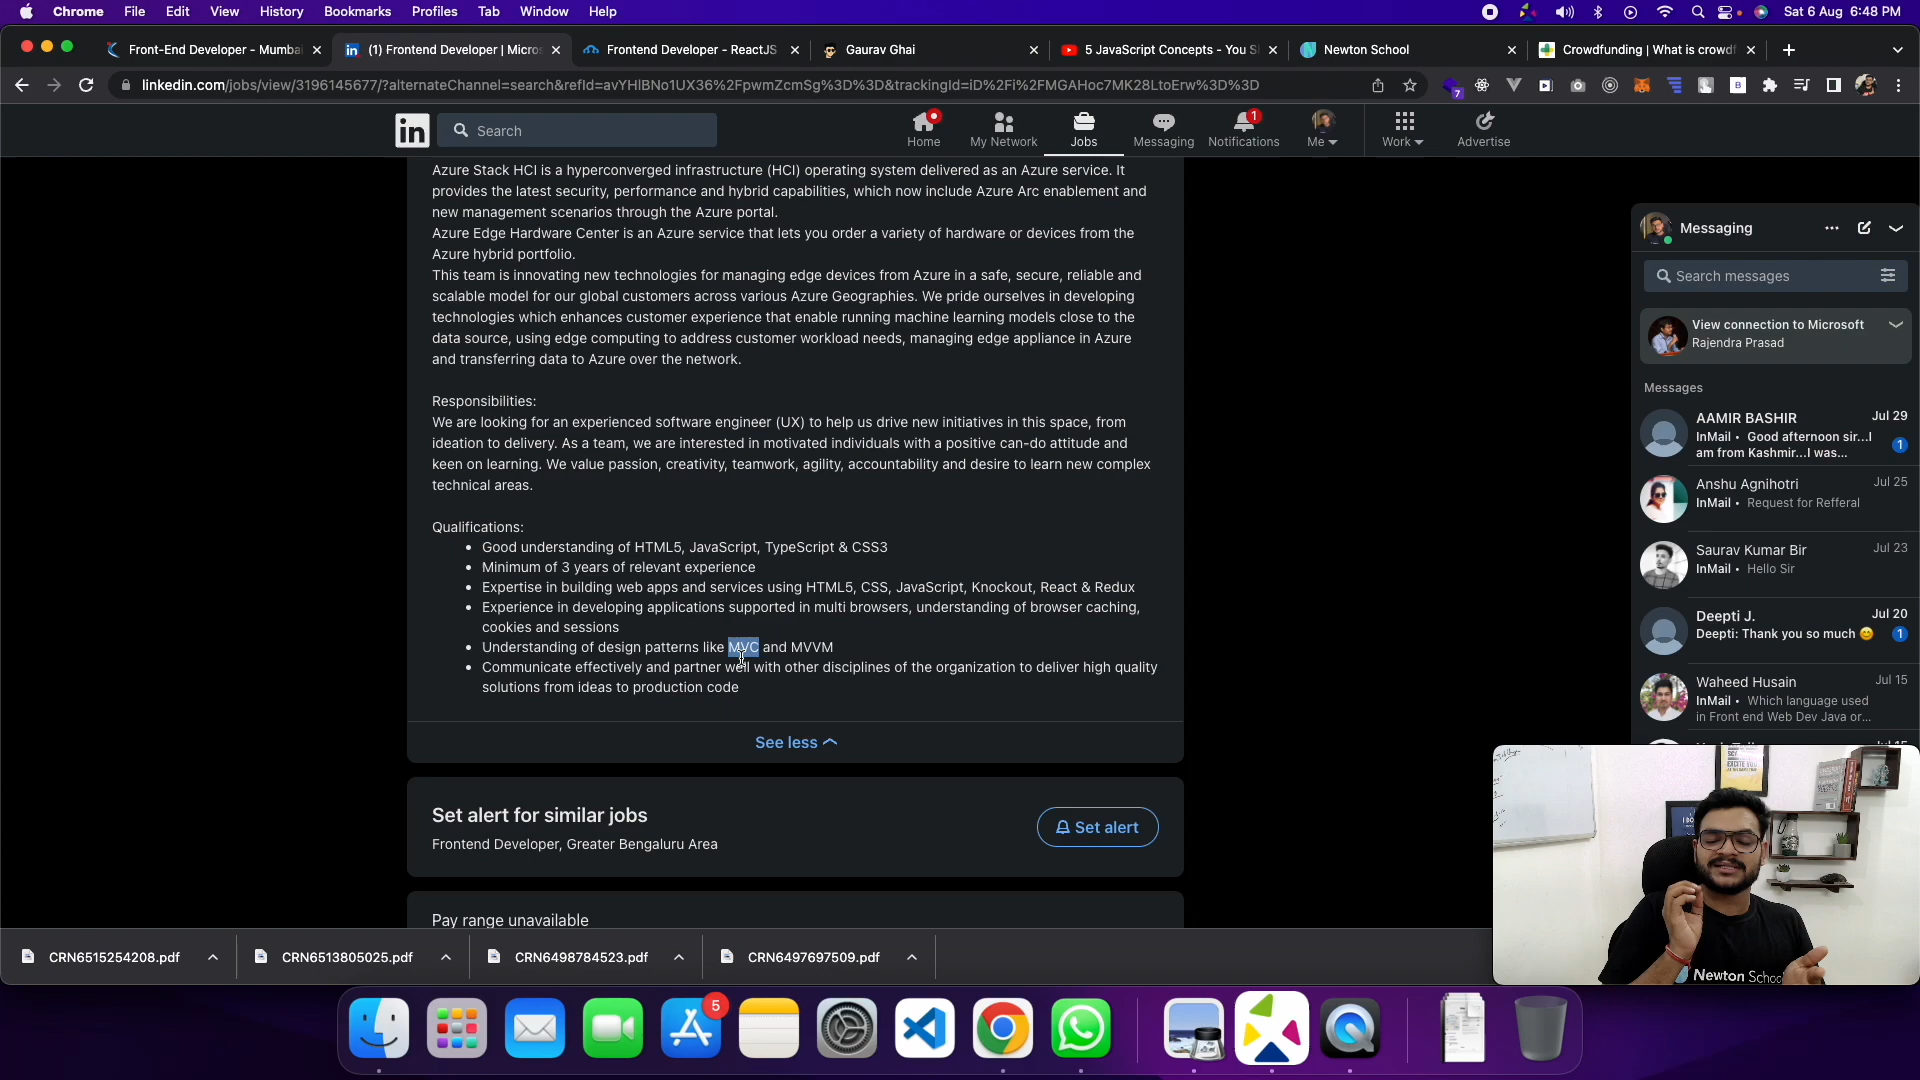 Chrome File Edit View History Bookmarks Profiles Tab Window Help
Sat 6 Aug 6:48 PM
Front-End Developer - Mumba
(1) Frontend Developer | Micros
Frontend Developer - ReactJS
Gaurav Ghai
5 JavaScript Concepts - You S
Newton School
Crowdfunding | What is crowdf
linkedin.com/jobs/view/3196145677/?alternateChannel=search&refId=avYHlBNo1UX36%2FpwmZcmSg%3D%3D&trackingId=iD%2Fi%2FMGAHoc7MK28LtoErw%3D%3D
7
in
Search
Home
My Network
Jobs
Messaging
1
Notifications
Me
Work
Advertise
Azure Stack HCI is a hyperconverged infrastructure (HCI) operating system delivered as an Azure service. It
provides the latest security, performance and hybrid capabilities, which now include Azure Arc enablement and
new management scenarios through the Azure portal.
Azure Edge Hardware Center is an Azure service that lets you order a variety of hardware or devices from the
Azure hybrid portfolio.
This team is innovating new technologies for managing edge devices from Azure in a safe, secure, reliable and
scalable model for our global customers across various Azure Geographies. We pride ourselves in developing
technologies which enhances customer experience that enable running machine learning models close to the
data source, using edge computing to address customer workload needs, managing edge appliance in Azure
and transferring data to Azure over the network.
Responsibilities:
We are looking for an experienced software engineer (UX) to help us drive new initiatives in this space, from
ideation to delivery. As a team, we are interested in motivated individuals with a positive can-do attitude and
keen on learning. We value passion, creativity, teamwork, agility, accountability and desire to learn new complex
technical areas.
Qualifications:
• Good understanding of HTML5, JavaScript, TypeScript & CSS3
• Minimum of 3 years of relevant experience
• Expertise in building web apps and services using HTML5, CSS, JavaScript, Knockout, React & Redux
• Experience in developing applications supported in multi browsers, understanding of browser caching,
cookies and sessions
• Understanding of design patterns like MVC and MVVM
• Communicate effectively and partner well with other disciplines of the organization to deliver high quality
solutions from ideas to production code
See less
Set alert for similar jobs
Frontend Developer, Greater Bengaluru Area
Set alert
Pay range unavailable
Messaging
Search messages
View connection to Microsoft
Rajendra Prasad
Messages
AAMIR BASHIR Jul 29
InMail • Good afternoon sir...I
am from Kashmir...I was...
1
Anshu Agnihotri Jul 25
InMail • Request for Refferal
Saurav Kumar Bir Jul 23
InMail • Hello Sir
Deepti J. Jul 20
Deepti: Thank you so much 😊
1
Waheed Husain Jul 15
InMail • Which language used
in Front end Web Dev Java or...
Newton School
CRN6515254208.pdf
CRN6513805025.pdf
CRN6498784523.pdf
CRN6497697509.pdf
5